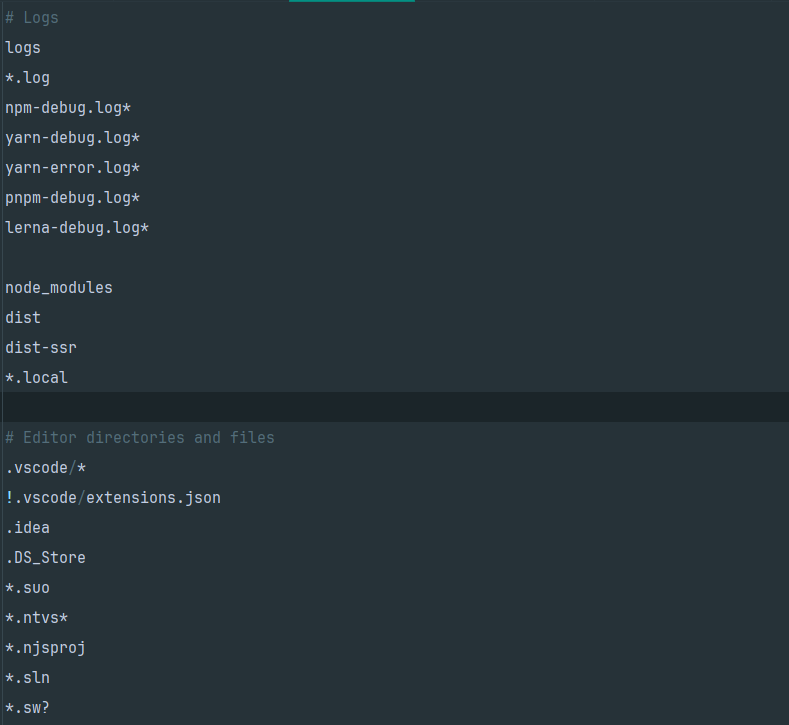 # Logs
logs
*.log
npm-debug.log*
yarn-debug.log*
yarn-error.log*
pnpm-debug.log*
lerna-debug.log*
node_modules
dist
dist-ssr
*.local
# Editor directories and files
.vscode/*
!.vscode/extensions.json
.idea
.DS_Store
*.suo
*.ntvs*
*.njsproj
*.sln
*.sw?